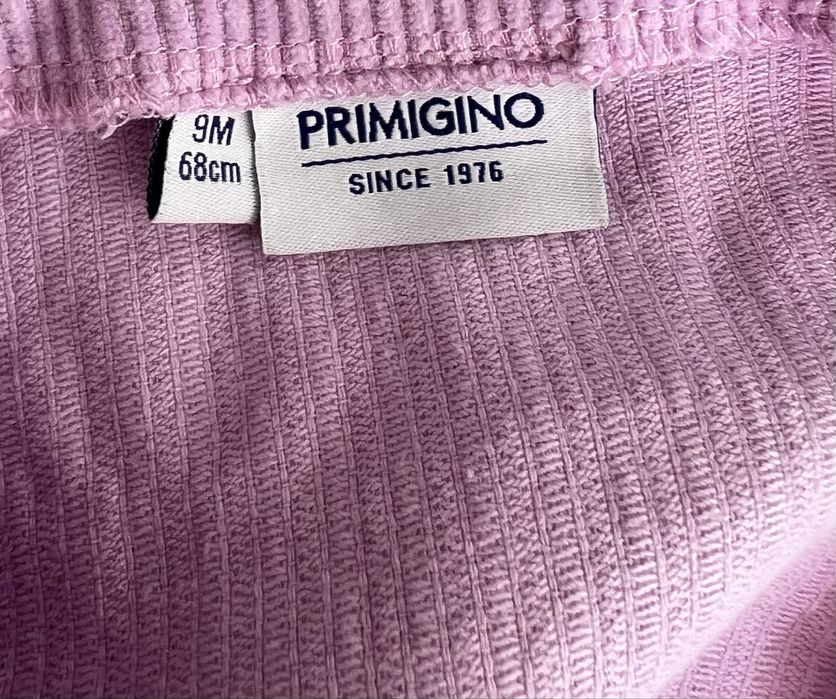 9M
68cm
PRIMIGINO
SINCE 1976